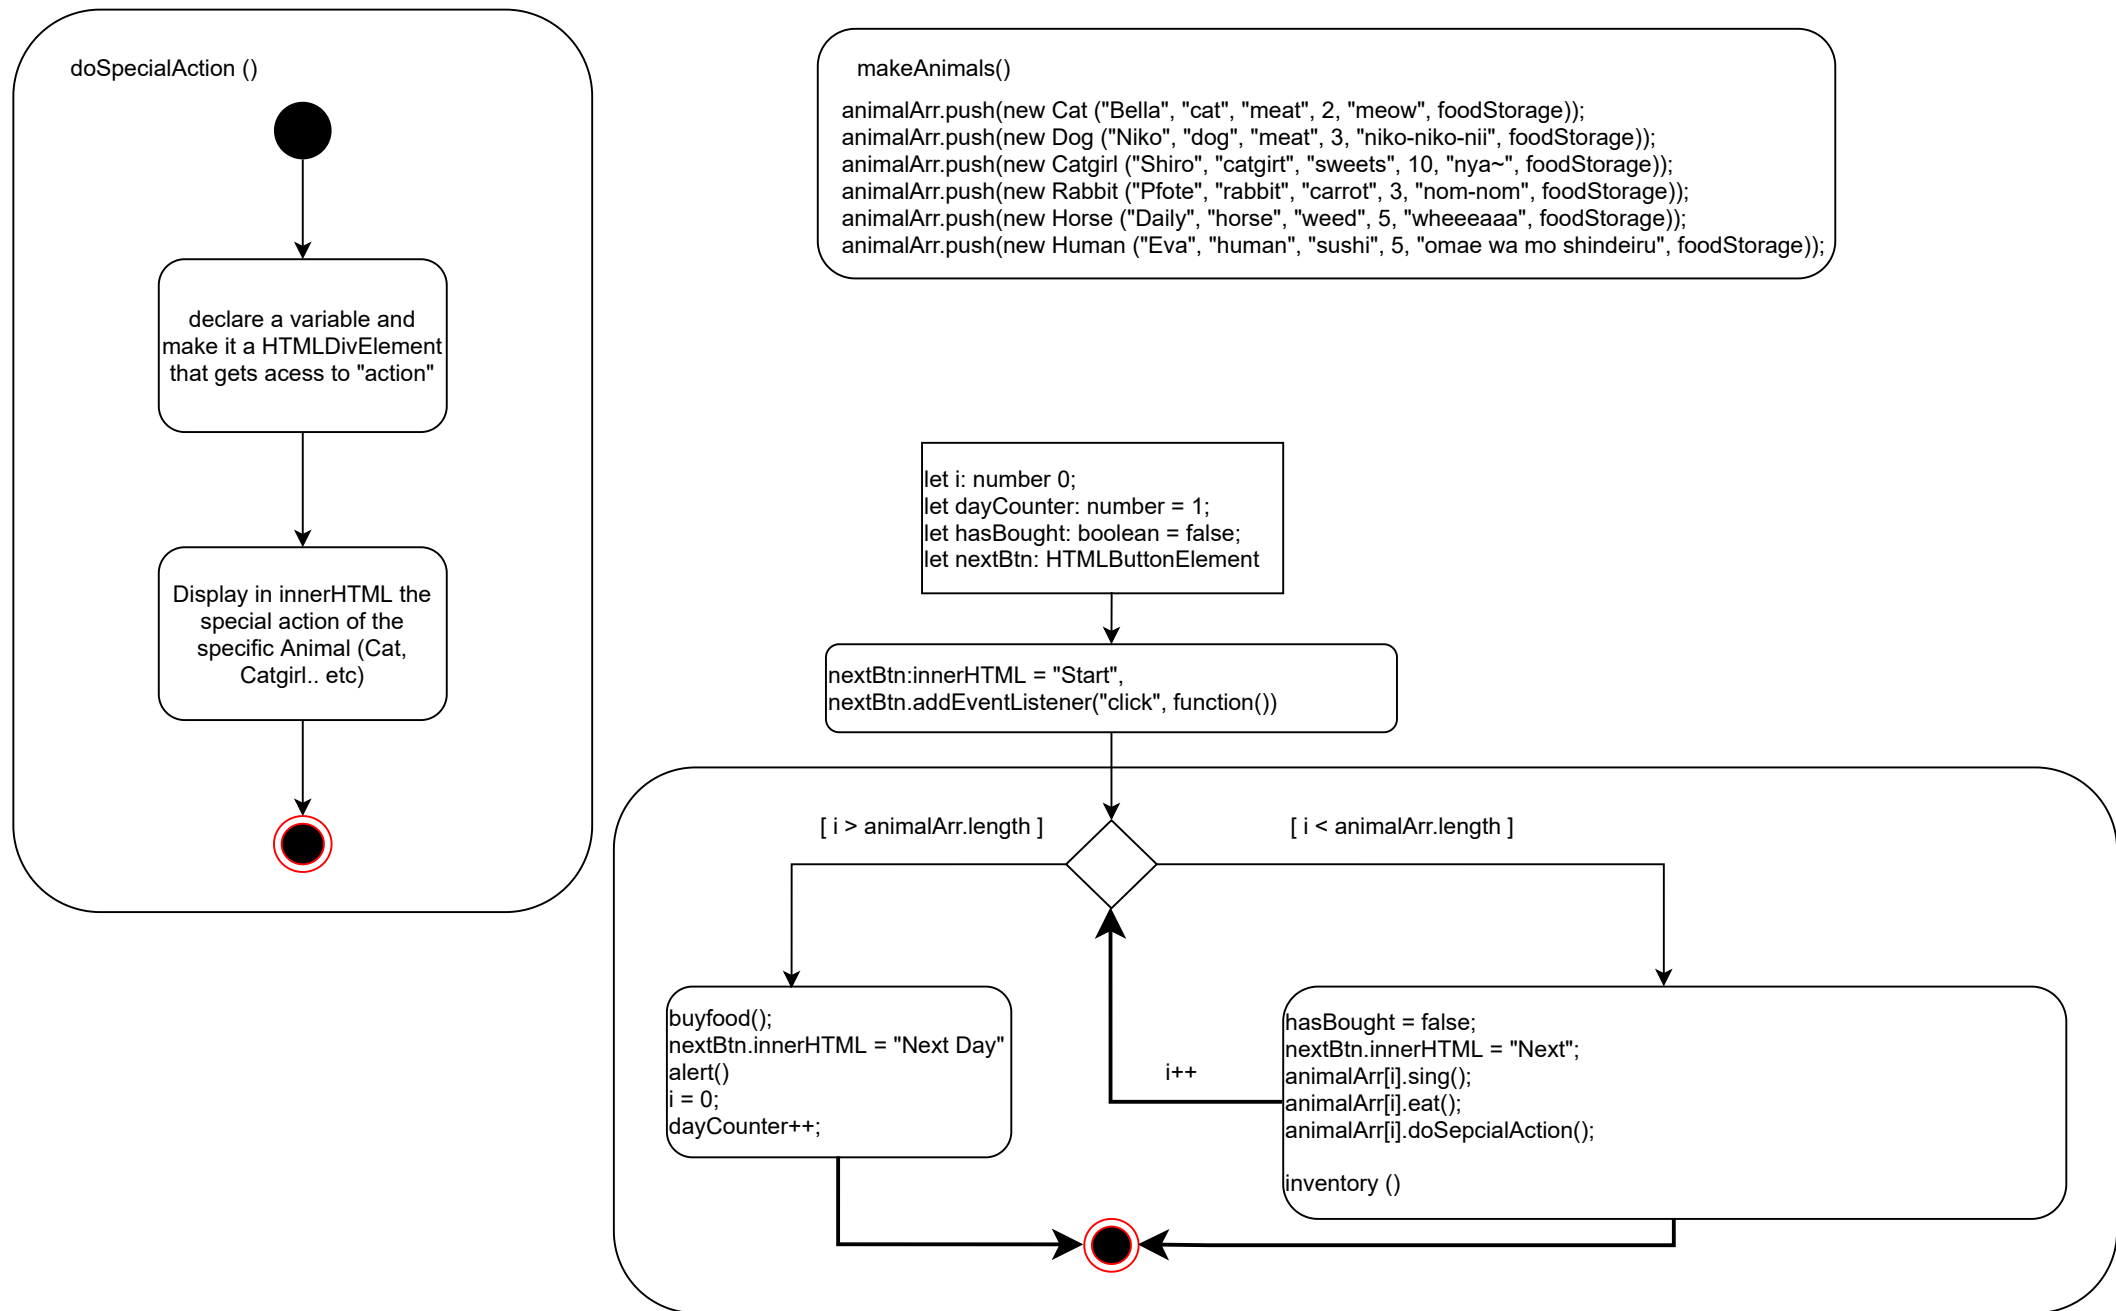 doSpecialAction ()
declare a variable and
make it a HTMLDivElement
that gets acess to "action"
Display in innerHTML the
special action of the
specific Animal (Cat,
Catgirl.. etc)
makeAnimals()
animalArr.push(new Cat ("Bella", "cat", "meat", 2, "meow", foodStorage));
animalArr.push(new Dog ("Niko", "dog", "meat", 3, "niko-niko-nii", foodStorage));
animalArr.push(new Catgirl ("Shiro", "catgirt", "sweets", 10, "nya~", foodStorage));
animalArr.push(new Rabbit ("Pfote", "rabbit", "carrot", 3, "nom-nom", foodStorage));
animalArr.push(new Horse ("Daily", "horse", "weed", 5, "wheeeaaa", foodStorage));
animalArr.push(new Human ("Eva", "human", "sushi", 5, "omae wa mo shindeiru", foodStorage));
let i: number 0;
let dayCounter: number = 1;
let hasBought: boolean = false;
let nextBtn: HTMLButtonElement
nextBtn:innerHTML = "Start",
nextBtn.addEventListener("click", function())
[ i > animalArr.length ]
[ i < animalArr.length ]
buyfood();
nextBtn.innerHTML = "Next Day"
alert()
i = 0;
dayCounter++;
i++
hasBought = false;
nextBtn.innerHTML = "Next";
animalArr[i].sing();
animalArr[i].eat();
animalArr[i].doSepcialAction();
inventory ()